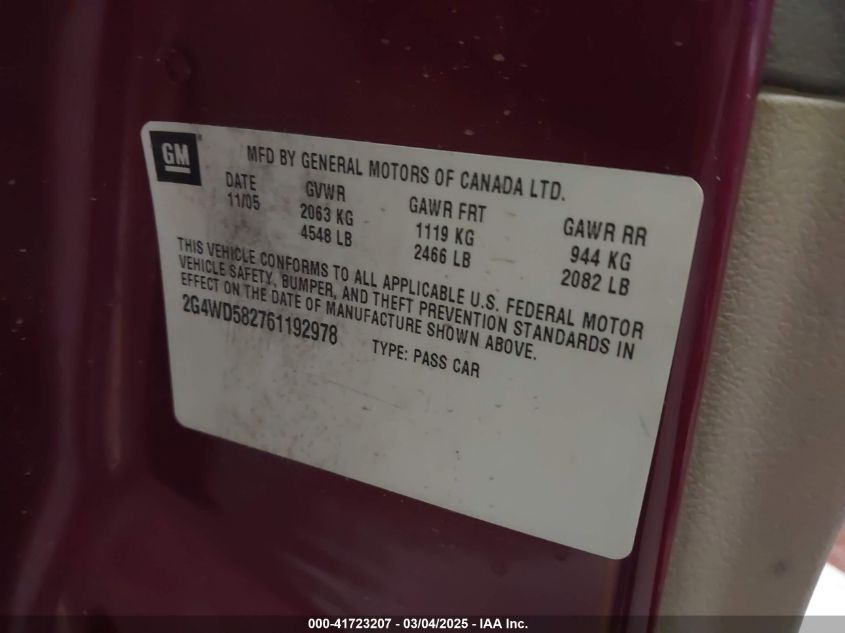 GM
MFD BY GENERAL MOTORS OF CANADA LTD.
DATE GVWR GAWR FRT GAWR RR
11/05 2063 KG 1119 KG 944 KG
4548 LB 2466 LB 2082 LB
THIS VEHICLE CONFORMS TO ALL APPLICABLE U.S. FEDERAL MOTOR
VEHICLE SAFETY, BUMPER, AND THEFT PREVENTION STANDARDS IN
EFFECT ON THE DATE OF MANUFACTURE SHOWN ABOVE.
2G4WD582761192978 TYPE: PASS CAR
000-41723207 - 03/04/2025 - IAA Inc.